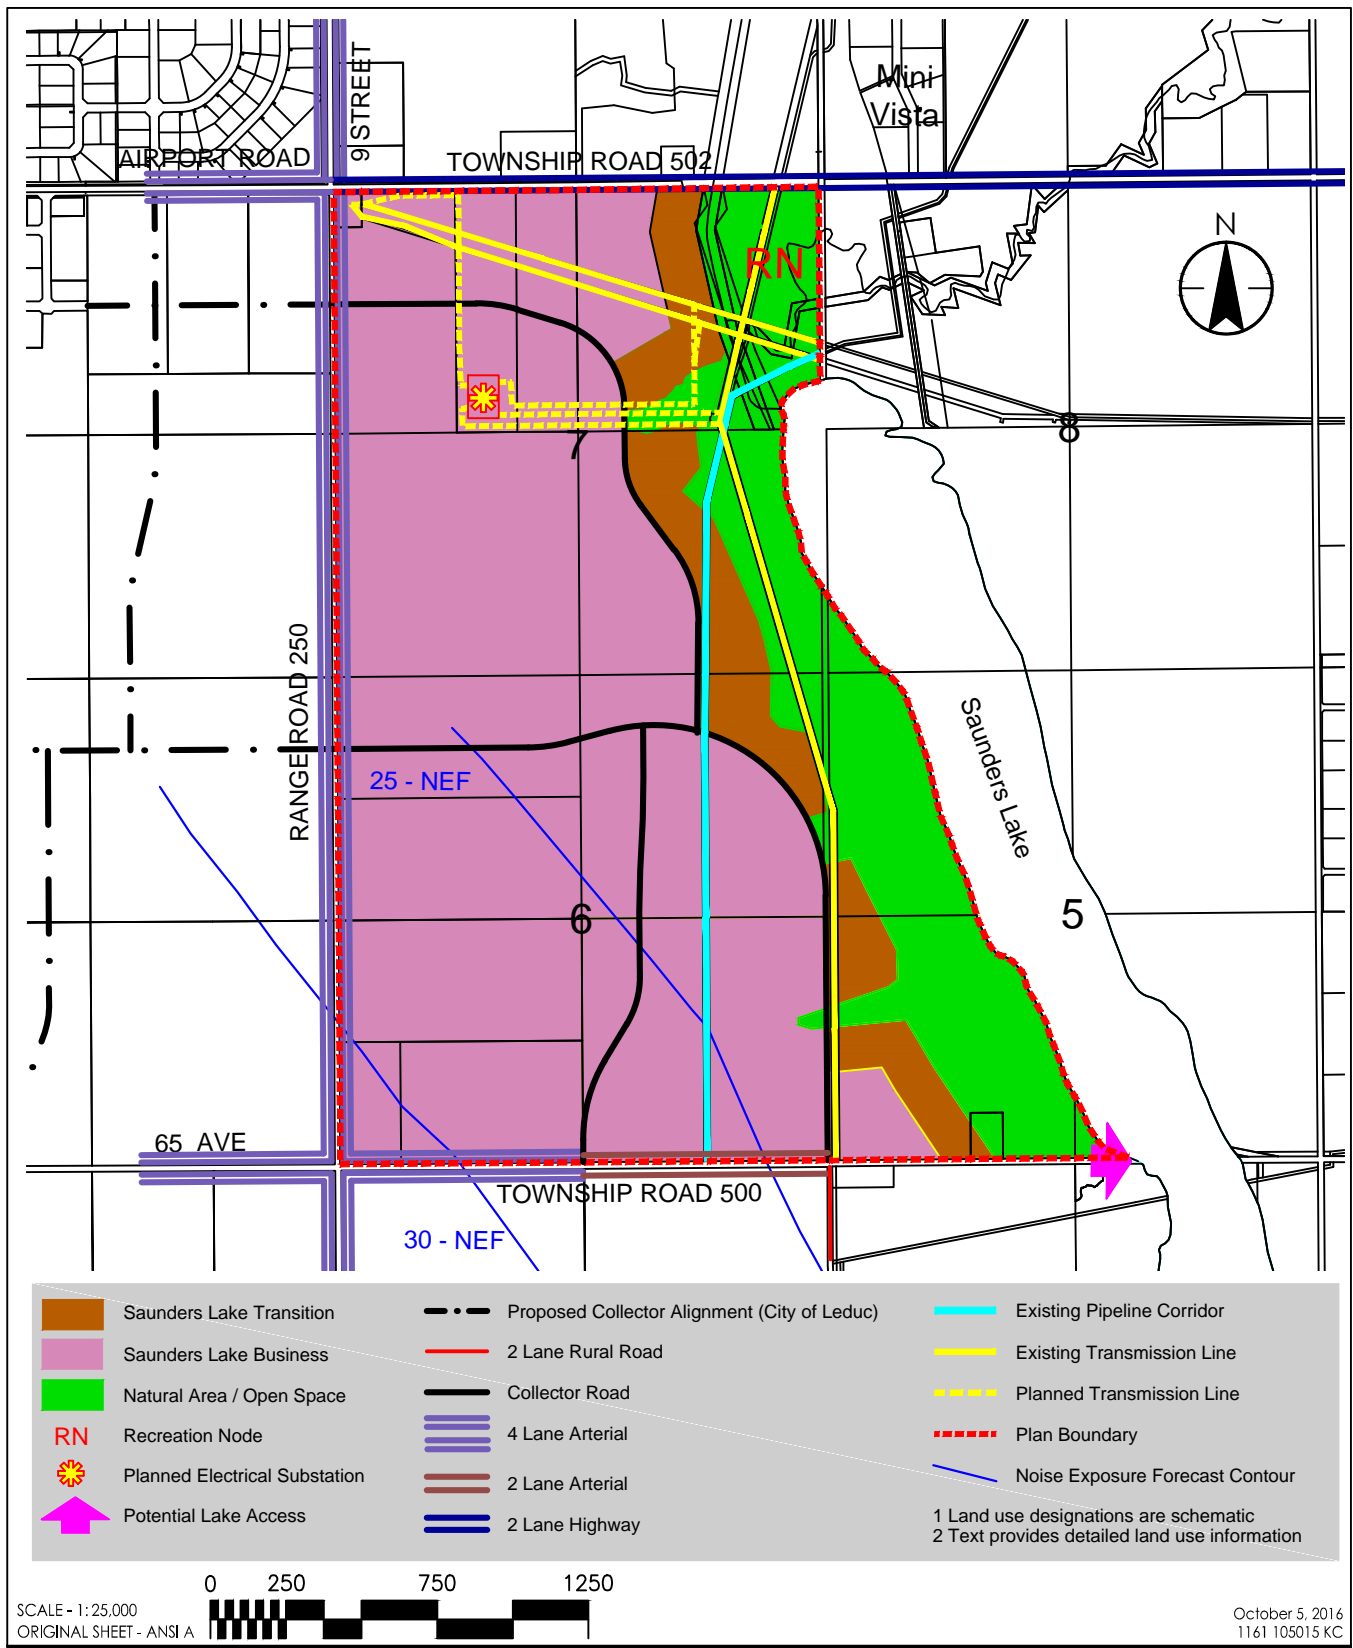 Mini
Vista
9 STREET
AIRPORT ROAD
TOWNSHIP ROAD 502
N
RN
7
8
RANGE ROAD 250
Saunders Lake
25 - NEF
6
5
65 AVE
TOWNSHIP ROAD 500
30 - NEF
Saunders Lake Transition
Saunders Lake Business
Natural Area / Open Space
RN Recreation Node
Planned Electrical Substation
Potential Lake Access
Proposed Collector Alignment (City of Leduc)
2 Lane Rural Road
Collector Road
4 Lane Arterial
2 Lane Arterial
2 Lane Highway
Existing Pipeline Corridor
Existing Transmission Line
Planned Transmission Line
Plan Boundary
Noise Exposure Forecast Contour
1 Land use designations are schematic
2 Text provides detailed land use information
0 250 750 1250
SCALE - 1:25,000
ORIGINAL SHEET - ANSI A
October 5, 2016
1161 105015 KC